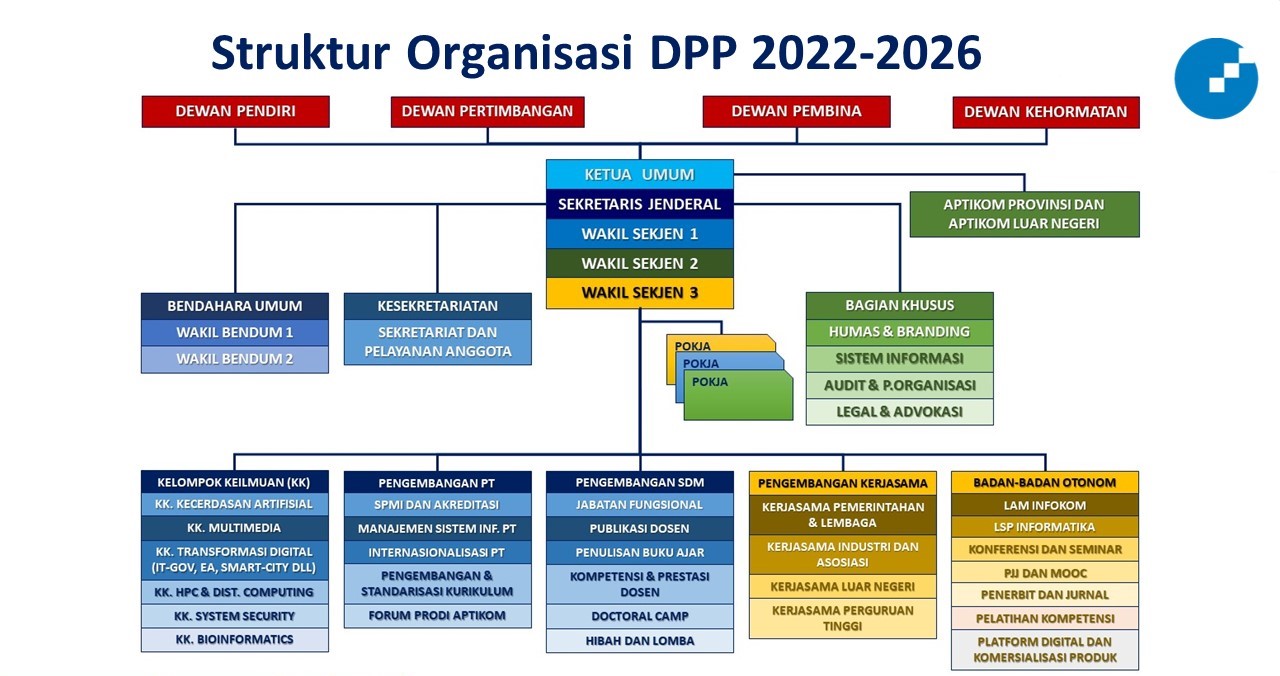 Struktur Organisasi DPP 2022-2026
DEWAN PENDIRI
DEWAN PERTIMBANGAN
DEWAN PEMBINA
DEWAN KEHORMATAN
KETUA UMUM
SEKRETARIS JENDERAL
WAKIL SEKJEN 1
WAKIL SEKJEN 2
WAKIL SEKJEN 3
APTIKOM PROVINSI DAN
APTIKOM LUAR NEGERI
BENDAHARA UMUM
WAKIL BENDUM 1
WAKIL BENDUM 2
KESEKRETARIATAN
SEKRETARIAT DAN
PELAYANAN ANGGOTA
POKJA
POKJA
POKJA
BAGIAN KHUSUS
HUMAS & BRANDING
SISTEM INFORMASI
AUDIT & P.ORGANISASI
LEGAL & ADVOKASI
KELOMPOK KEILMUAN (KK)
KK. KECERDASAN ARTIFISIAL
KK. MULTIMEDIA
KK. TRANSFORMASI DIGITAL
(IT-GOV, EA, SMART-CITY DLL)
KK. HPC & DIST. COMPUTING
KK. SYSTEM SECURITY
KK. BIOINFORMATICS
PENGEMBANGAN PT
SPMI DAN AKREDITASI
MANAJEMEN SISTEM INF. PT
INTERNASIONALISASI PT
PENGEMBANGAN &
STANDARISASI KURIKULUM
FORUM PRODI APTIKOM
PENGEMBANGAN SDM
JABATAN FUNGSIONAL
PUBLIKASI DOSEN
PENULISAN BUKU AJAR
KOMPETENSI & PRESTASI
DOSEN
DOCTORAL CAMP
HIBAH DAN LOMBA
PENGEMBANGAN KERJASAMA
KERJASAMA PEMERINTAHAN
& LEMBAGA
KERJASAMA INDUSTRI DAN
ASOSIASI
KERJASAMA LUAR NEGERI
KERJASAMA PERGURUAN
TINGGI
BADAN-BADAN OTONOM
LAM INFOKOM
LSP INFORMATIKA
KONFERENSI DAN SEMINAR
PJJ DAN MOOC
PENERBIT DAN JURNAL
PELATIHAN KOMPETENSI
PLATFORM DIGITAL DAN
KOMERSIALISASI PRODUK